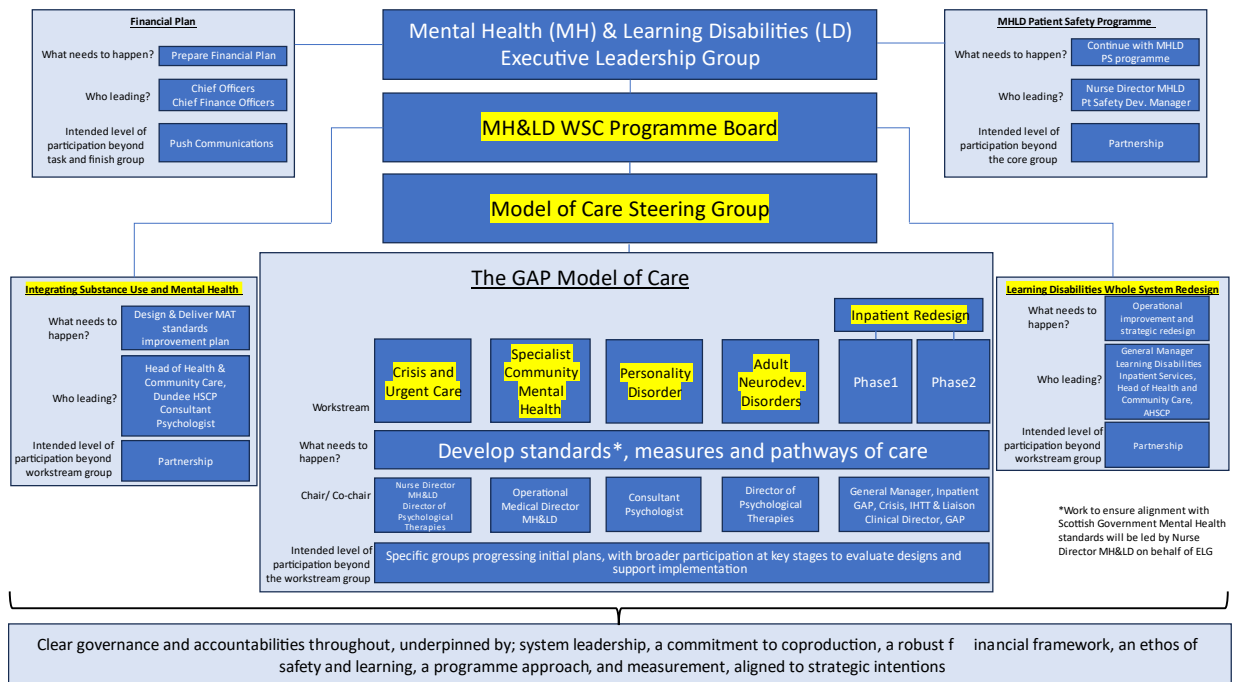 Financial Plan
What needs to happen?
Prepare Financial Plan
Who leading?
Chief Officers
Chief Finance Officers
Intended level of
participation beyond
task and finish group
Push Communications
Mental Health (MH) & Learning Disabilities (LD)
Executive Leadership Group
MHLD Patient Safety Programme
What needs to happen?
Continue with MHLD
PS programme
Who leading?
Nurse Director MHLD
Pt Safety Dev. Manager
Intended level of
participation beyond
the core group
Partnership
MH&LD WSC Programme Board
Model of Care Steering Group
Integrating Substance Use and Mental Health
What needs to
happen?
Design & Deliver MAT
standards
improvement plan
Who leading?
Head of Health &
Community Care,
Dundee HSCP
Consultant
Psychologist
Intended level of
participation beyond
workstream group
Partnership
The GAP Model of Care
Workstream
Crisis and
Urgent Care
Specialist
Community
Mental
Health
Personality
Disorder
Adult
Neurodev.
Disorders
Inpatient Redesign
Phase1
Phase2
What needs to
happen?
Develop standards*, measures and pathways of care
Chair/ Co-chair
Nurse Director
MH&LD
Director of
Psychological
Therapies
Operational
Medical Director
MH&LD
Consultant
Psychologist
Director of
Psychological
Therapies
General Manager, Inpatient
GAP, Crisis, IHTT & Liaison
Clinical Director, GAP
Intended level of
participation beyond
the workstream group
Specific groups progressing initial plans, with broader participation at key stages to evaluate designs and
support implementation
Learning Disabilities Whole System Redesign
What needs to
happen?
Operational
improvement and
strategic redesign
Who leading?
General Manager
Learning Disabilities
Inpatient Services,
Head of Health and
Community Care,
AHSCP
Intended level of
participation beyond
workstream group
Partnership
*Work to ensure alignment with
Scottish Government Mental Health
standards will be led by Nurse
Director MH&LD on behalf of ELG
Clear governance and accountabilities throughout, underpinned by; system leadership, a commitment to coproduction, a robust f inancial framework, an ethos of
safety and learning, a programme approach, and measurement, aligned to strategic intentions